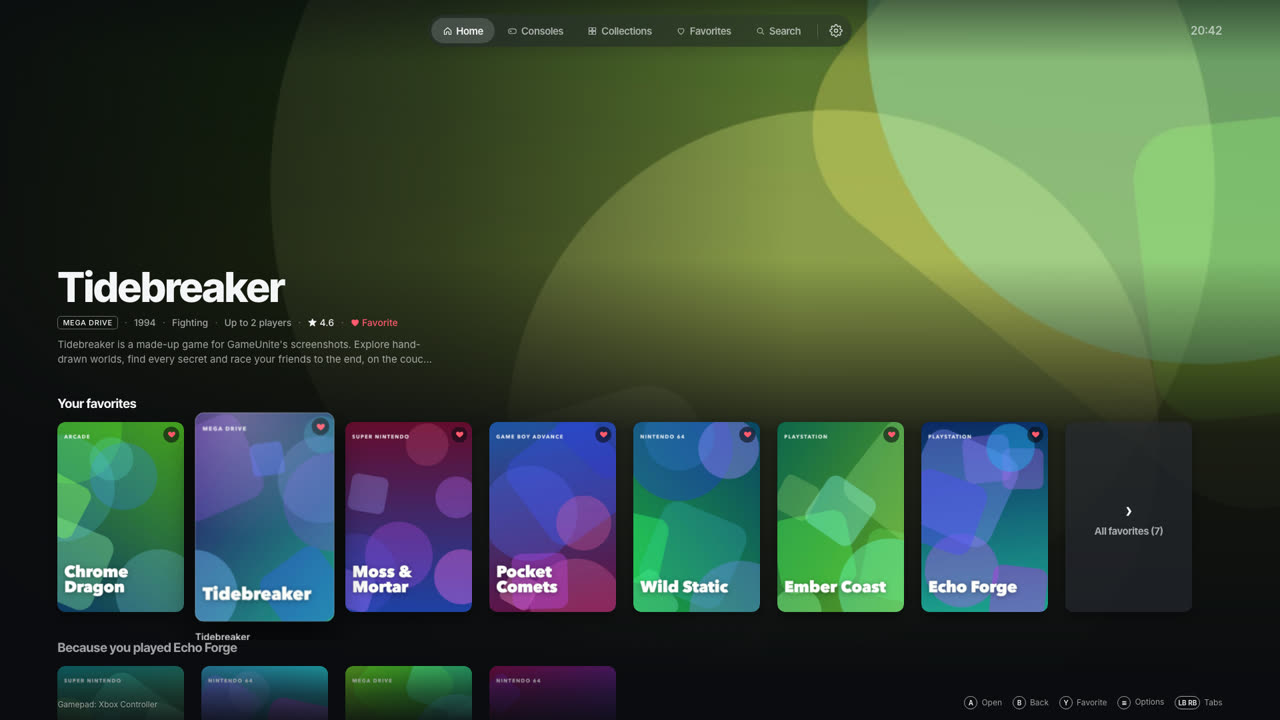 Home Consoles Collections Favorites Search
20:42
Tidebreaker
MEGA DRIVE · 1994 · Fighting · Up to 2 players · ★ 4.6 · Favorite
Tidebreaker is a made-up game for GameUnite's screenshots. Explore hand-
drawn worlds, find every secret and race your friends to the end, on the couc...
Your favorites
ARCADE
Chrome
Dragon
MEGA DRIVE
Tidebreaker
Tidebreaker
SUPER NINTENDO
Moss &
Mortar
GAME BOY ADVANCE
Pocket
Comets
NINTENDO 64
Wild Static
PLAYSTATION
Ember Coast
PLAYSTATION
Echo Forge
›
All favorites (7)
Because you played Echo Forge
SUPER NINTENDO
NINTENDO 64
MEGA DRIVE
NINTENDO 64
Gamepad: Xbox Controller
A Open B Back Y Favorite ≡ Options LB RB Tabs